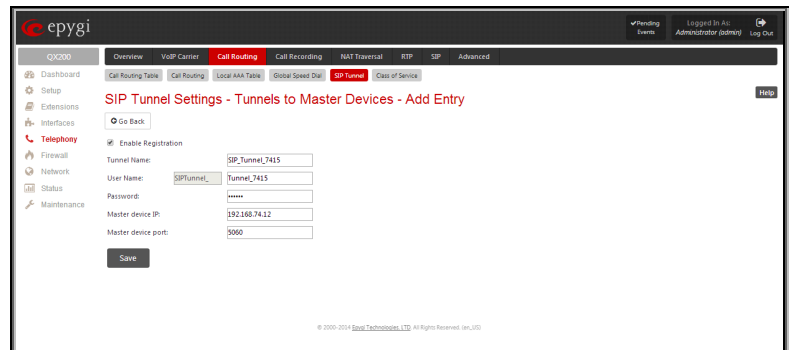 epygi
✔Pending Events
Logged In As:
Administrator (admin)
Log Out
QX200
Dashboard
Setup
Extensions
Interfaces
Telephony
Firewall
Network
Status
Maintenance
Overview VoIP Carrier Call Routing Call Recording NAT Traversal RTP SIP Advanced
Call Routing Table Call Routing Local AAA Table Global Speed Dial SIP Tunnel Class of Service
SIP Tunnel Settings - Tunnels to Master Devices - Add Entry
Help
Go Back
Enable Registration
Tunnel Name: SIP_Tunnel_7415
User Name: SIPTunnel_ Tunnel_7415
Password: ••••••
Master device IP: 192.168.74.12
Master device port: 5060
Save
© 2000-2014 Epygi Technologies, LTD. All Rights Reserved. (en_US)